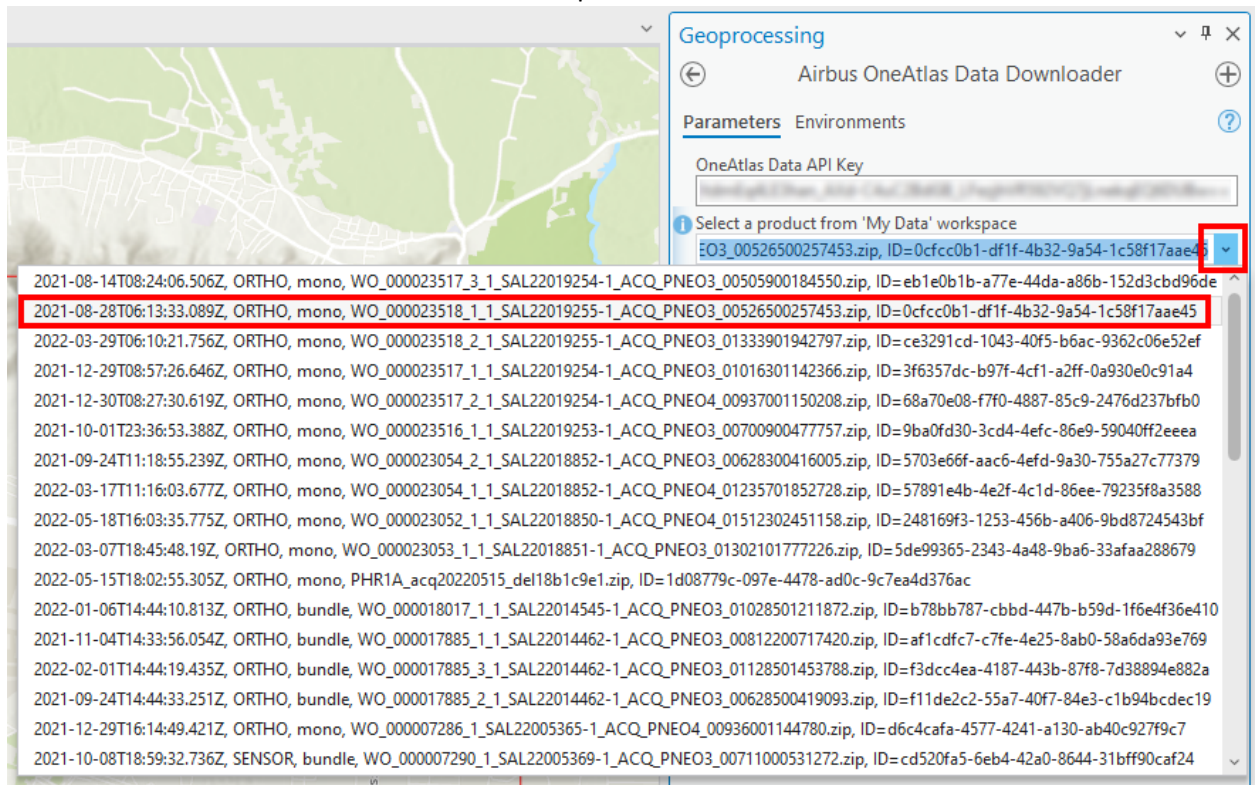 Geoprocessing
Airbus OneAtlas Data Downloader
Parameters Environments
OneAtlas Data API Key
Select a product from 'My Data' workspace
EO3_00526500257453.zip, ID=0cfcc0b1-df1f-4b32-9a54-1c58f17aae45
2021-08-14T08:24:06.506Z, ORTHO, mono, WO_000023517_3_1_SAL22019254-1_ACQ_PNEO3_00505900184550.zip, ID=eb1e0b1b-a77e-44da-a86b-152d3cbd96de
2021-08-28T06:13:33.089Z, ORTHO, mono, WO_000023518_1_1_SAL22019255-1_ACQ_PNEO3_00526500257453.zip, ID=0cfcc0b1-df1f-4b32-9a54-1c58f17aae45
2022-03-29T06:10:21.756Z, ORTHO, mono, WO_000023518_2_1_SAL22019255-1_ACQ_PNEO3_01333901942797.zip, ID=ce3291cd-1043-40f5-b6ac-9362c06e52ef
2021-12-29T08:57:26.646Z, ORTHO, mono, WO_000023517_1_1_SAL22019254-1_ACQ_PNEO3_01016301142366.zip, ID=3f6357dc-b97f-4cf1-a2ff-0a930e0c91a4
2021-12-30T08:27:30.619Z, ORTHO, mono, WO_000023517_2_1_SAL22019254-1_ACQ_PNEO4_00937001150208.zip, ID=68a70e08-f7f0-4887-85c9-2476d237bfb0
2021-10-01T23:36:53.388Z, ORTHO, mono, WO_000023516_1_1_SAL22019253-1_ACQ_PNEO3_00700900477757.zip, ID=9ba0fd30-3cd4-4efc-86e9-59040ff2eeea
2021-09-24T11:18:55.239Z, ORTHO, mono, WO_000023054_2_1_SAL22018852-1_ACQ_PNEO3_00628300416005.zip, ID=5703e66f-aac6-4efd-9a30-755a27c77379
2022-03-17T11:16:03.677Z, ORTHO, mono, WO_000023054_1_1_SAL22018852-1_ACQ_PNEO4_01235701852728.zip, ID=57891e4b-4e2f-4c1d-86ee-79235f8a3588
2022-05-18T16:03:35.775Z, ORTHO, mono, WO_000023052_1_1_SAL22018850-1_ACQ_PNEO4_01512302451158.zip, ID=248169f3-1253-456b-a406-9bd8724543bf
2022-03-07T18:45:48.19Z, ORTHO, mono, WO_000023053_1_1_SAL22018851-1_ACQ_PNEO3_01302101777226.zip, ID=5de99365-2343-4a48-9ba6-33afaa288679
2022-05-15T18:02:55.305Z, ORTHO, mono, PHR1A_acq20220515_del18b1c9e1.zip, ID=1d08779c-097e-4478-ad0c-9c7ea4d376ac
2022-01-06T14:44:10.813Z, ORTHO, bundle, WO_000018017_1_1_SAL22014545-1_ACQ_PNEO3_01028501211872.zip, ID=b78bb787-cbbd-447b-b59d-1f6e4f36e410
2021-11-04T14:33:56.054Z, ORTHO, bundle, WO_000017885_1_1_SAL22014462-1_ACQ_PNEO3_00812200717420.zip, ID=af1cdfc7-c7fe-4e25-8ab0-58a6da93e769
2022-02-01T14:44:19.435Z, ORTHO, bundle, WO_000017885_3_1_SAL22014462-1_ACQ_PNEO3_01128501453788.zip, ID=f3dcc4ea-4187-443b-87f8-7d38894e882a
2021-09-24T14:44:33.251Z, ORTHO, bundle, WO_000017885_2_1_SAL22014462-1_ACQ_PNEO3_00628500419093.zip, ID=f11de2c2-55a7-40f7-84e3-c1b94bcdec19
2021-12-29T16:14:49.421Z, ORTHO, mono, WO_000007286_1_SAL22005365-1_ACQ_PNEO4_00936001144780.zip, ID=d6c4cafa-4577-4241-a130-ab40c927f9c7
2021-10-08T18:59:32.736Z, SENSOR, bundle, WO_000007290_1_SAL22005369-1_ACQ_PNEO3_00711000531272.zip, ID=cd520fa5-6eb4-42a0-8644-31bff90caf24